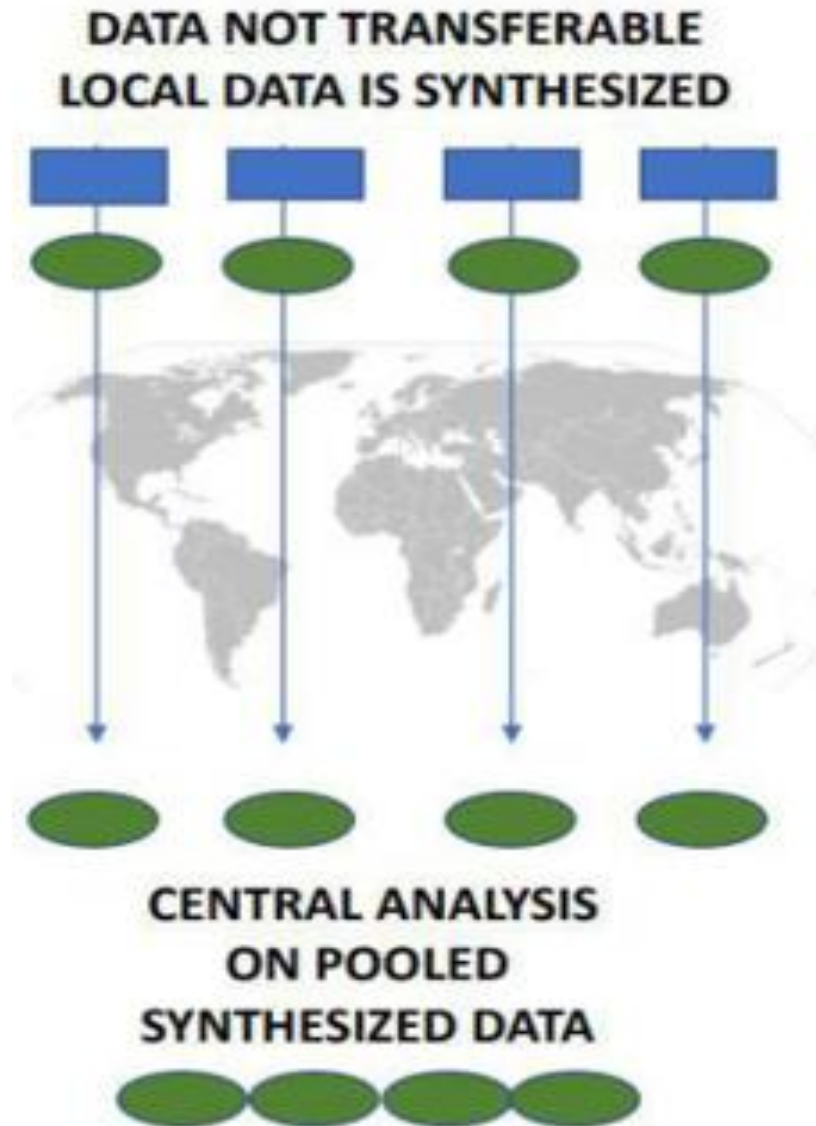 DATA NOT TRANSFERABLE
LOCAL DATA IS SYNTHESIZED
CENTRAL ANALYSIS
ON POOLED
SYNTHESIZED DATA